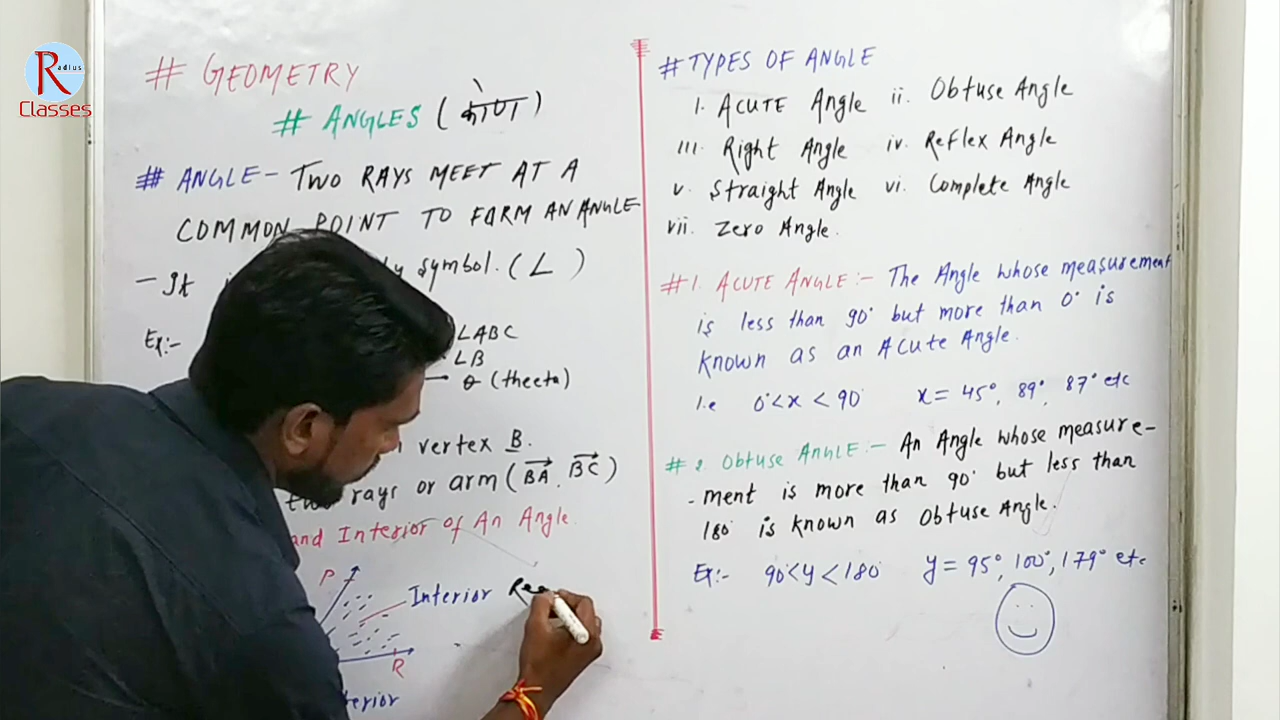 Radius
Classes
# GEOMETRY
# ANGLES (कोण)
# ANGLE - TWO RAYS MEET AT A
COMMON POINT TO FORM AN ANGLE
- It symbol. (∠)
Ex:-
∠ABC
∠B
θ (theeta)
vertex B.
two rays or arm (BA, BC)
and Interior of An Angle.
P
Interior
R
# TYPES OF ANGLE
i. ACUTE Angle ii. Obtuse Angle
iii. Right Angle iv. Reflex Angle
v. Straight Angle vi. Complete Angle
vii. Zero Angle.
# 1. ACUTE ANGLE:- The Angle whose measurement
is less than 90° but more than 0° is
known as an Acute Angle.
i.e 0°<x<90° x = 45°, 89°, 87° etc
# 2 Obtuse ANGLE:- An Angle whose measure-
-ment is more than 90° but less than
180° is known as Obtuse Angle.
Ex:- 90°<y<180° y = 95°, 100°, 179° etc